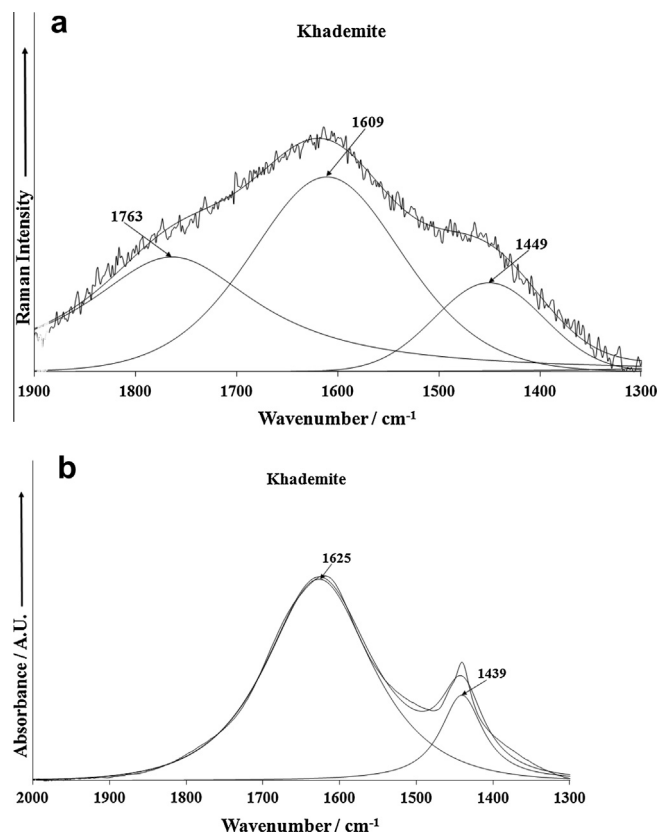 a
Khademite
1609
1763
1449
Raman Intensity
1900 1800 1700 1600 1500 1400 1300
Wavenumber / cm⁻¹
b
Khademite
1625
1439
Absorbance / A.U.
2000 1900 1800 1700 1600 1500 1400 1300
Wavenumber / cm⁻¹